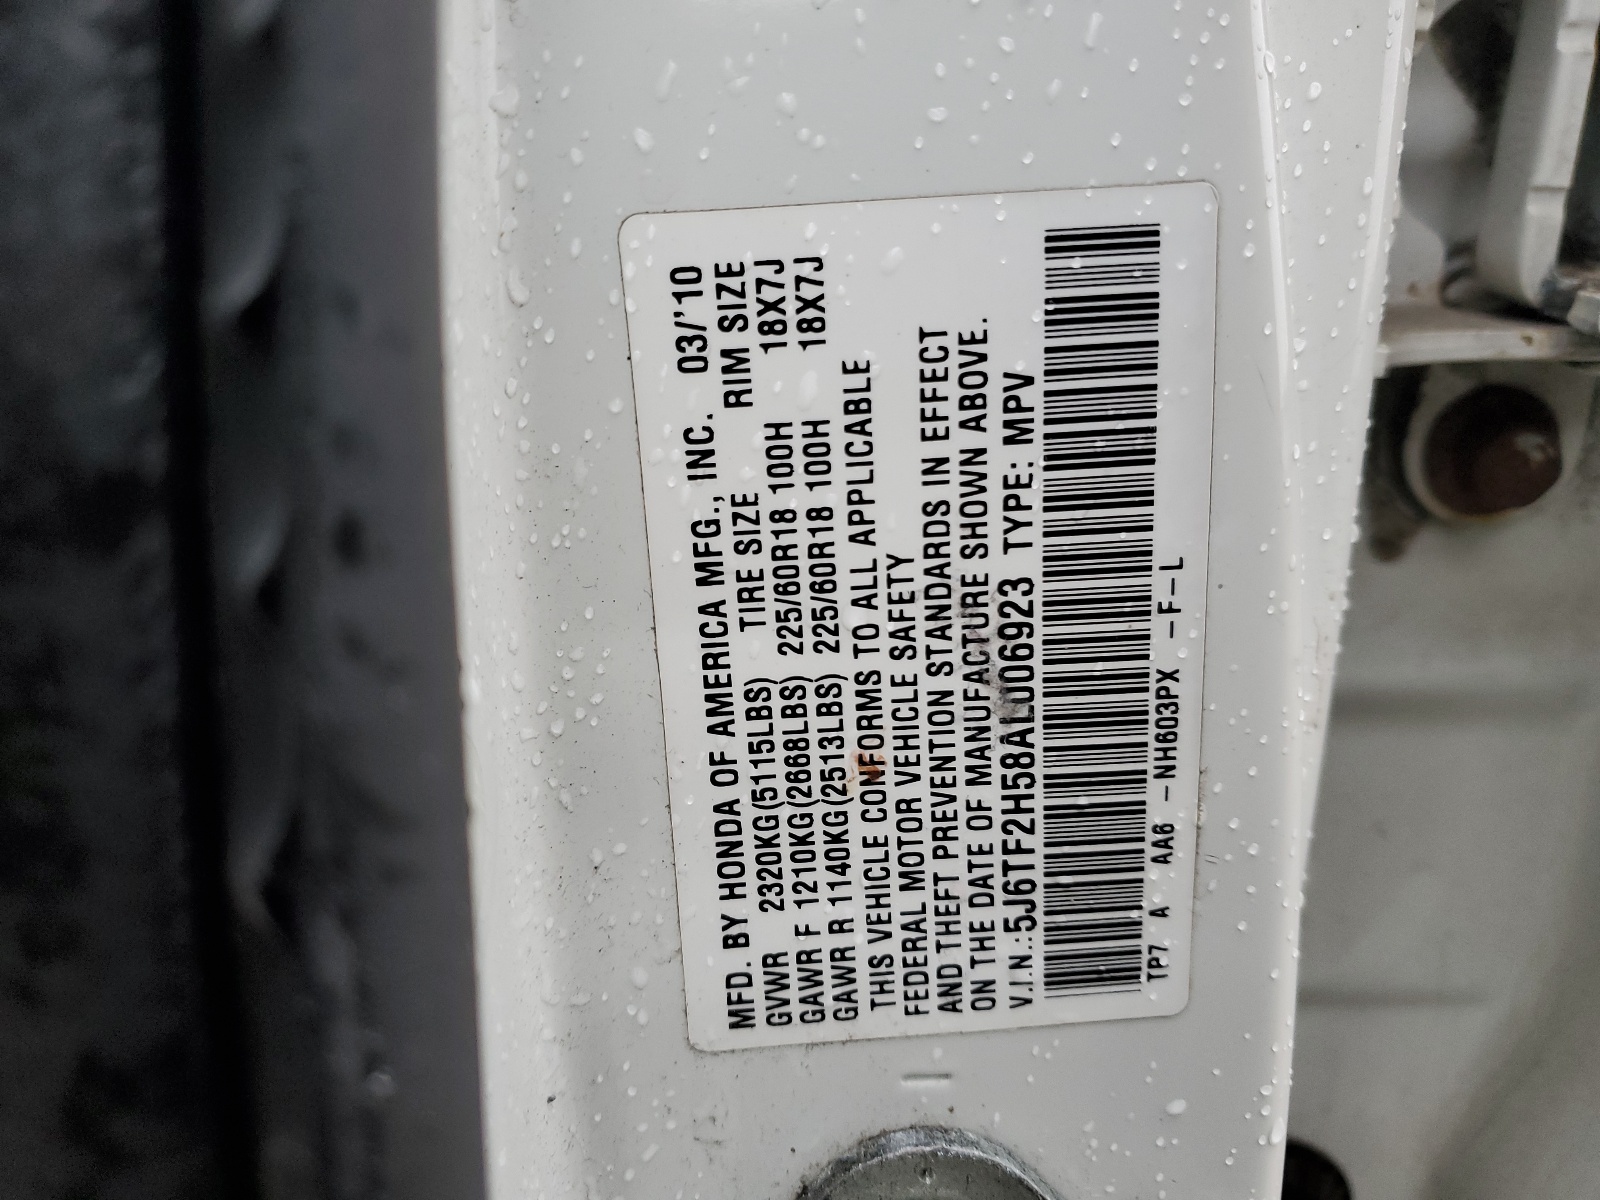 MFD. BY HONDA OF AMERICA MFG., INC. 03/'10
GVWR 2320KG(5115LBS) TIRE SIZE RIM SIZE
GAWR F 1210KG(2668LBS) 225/60R18 100H 18X7J
GAWR R 1140KG(2513LBS) 225/60R18 100H 18X7J
THIS VEHICLE CONFORMS TO ALL APPLICABLE
FEDERAL MOTOR VEHICLE SAFETY
AND THEFT PREVENTION STANDARDS IN EFFECT
ON THE DATE OF MANUFACTURE SHOWN ABOVE.
V.I.N.:5J6TF2H58AL006923 TYPE: MPV
TP7 A AA6 -NH603PX -F-L